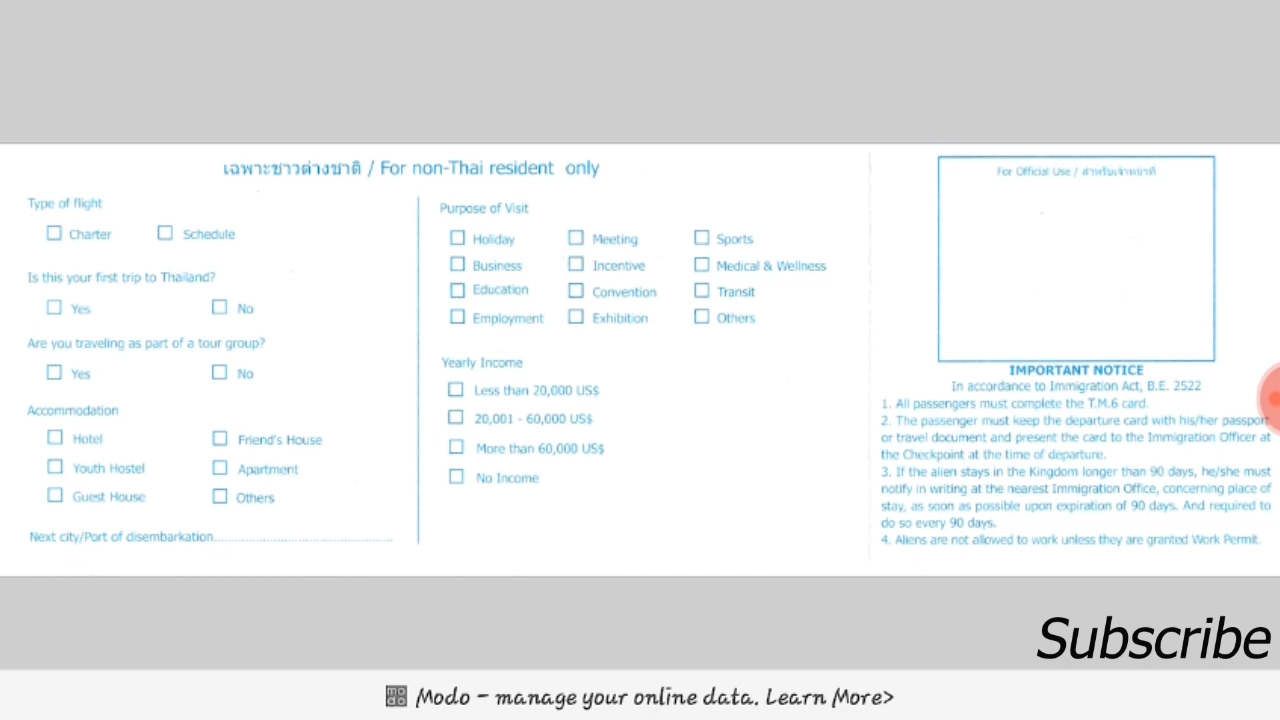 เฉพาะชาวต่างชาติ / For non-Thai resident only
Type of flight
Charter
Schedule
Is this your first trip to Thailand?
Yes
No
Are you traveling as part of a tour group?
Yes
No
Accommodation
Hotel
Friend's House
Youth Hostel
Apartment
Guest House
Others
Next city/Port of disembarkation
Purpose of Visit
Holiday
Meeting
Sports
Business
Incentive
Medical & Wellness
Education
Convention
Transit
Employment
Exhibition
Others
Yearly Income
Less than 20,000 US$
20,001 - 60,000 US$
More than 60,000 US$
No Income
For Official Use / สำหรับเจ้าหน้าที่
IMPORTANT NOTICE
In accordance to Immigration Act, B.E. 2522
1. All passengers must complete the T.M.6 card.
2. The passenger must keep the departure card with his/her passport
or travel document and present the card to the Immigration Officer at
the Checkpoint at the time of departure.
3. If the alien stays in the Kingdom longer than 90 days, he/she must
notify in writing at the nearest Immigration Office, concerning place of
stay, as soon as possible upon expiration of 90 days. And required to
do so every 90 days.
4. Aliens are not allowed to work unless they are granted Work Permit.
Subscribe
modo Modo – manage your online data. Learn More>